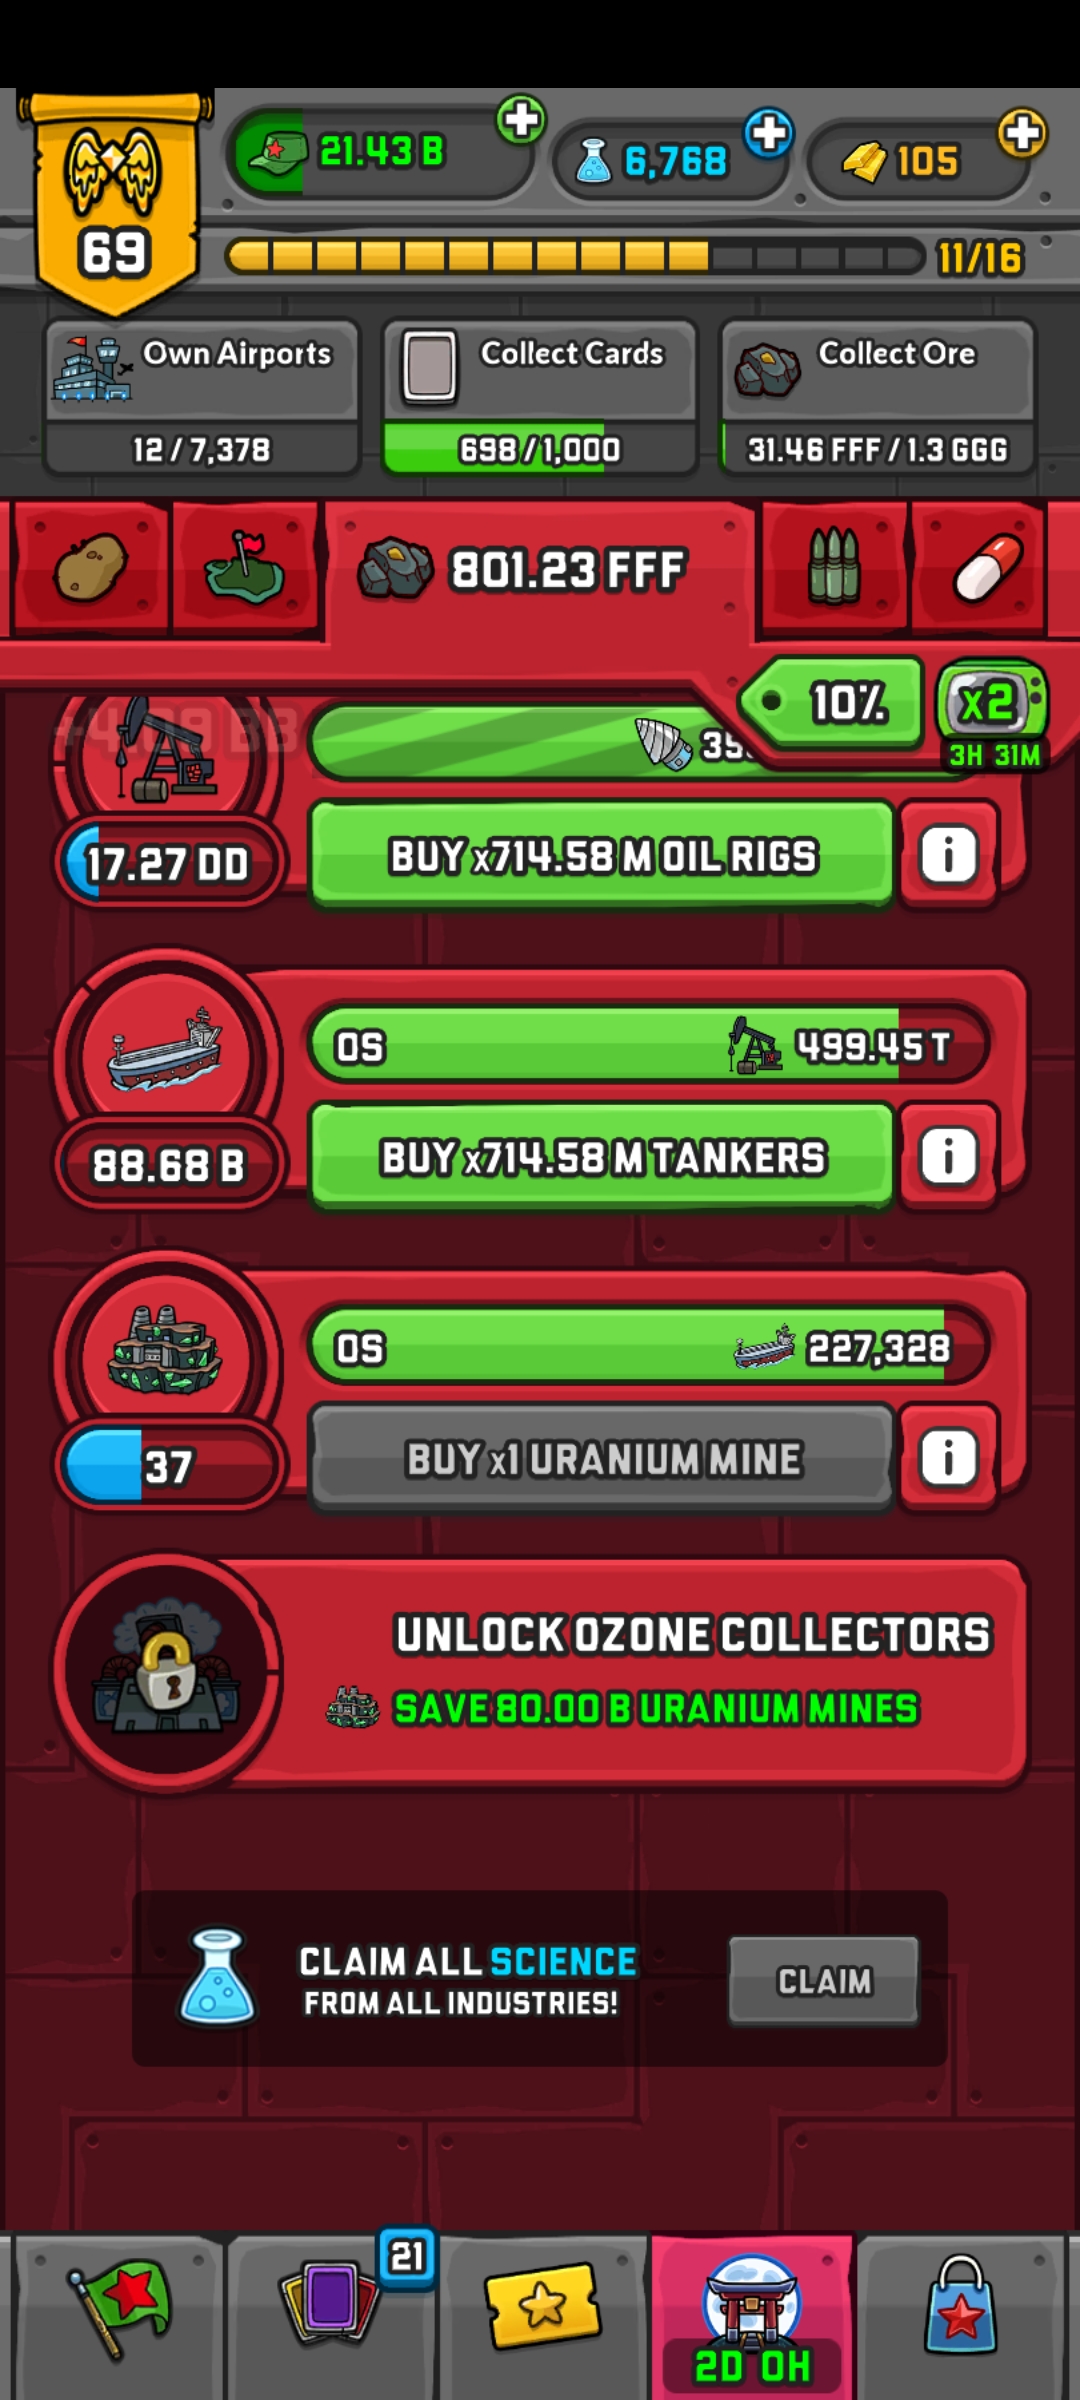 69
21.43 B
6,768
105
11/16
Own Airports
Collect Cards
Collect Ore
12 / 7,378
698 / 1,000
31.46 FFF / 1.3 GGG
801.23 FFF
10%
x2
3H 31M
35
17.27 DD
BUY x714.58 M OIL RIGS
i
0S
499.45 T
88.68 B
BUY x714.58 M TANKERS
i
0S
227,328
37
BUY x1 URANIUM MINE
i
UNLOCK OZONE COLLECTORS
SAVE 80.00 B URANIUM MINES
CLAIM ALL SCIENCE
FROM ALL INDUSTRIES!
CLAIM
21
2D 0H